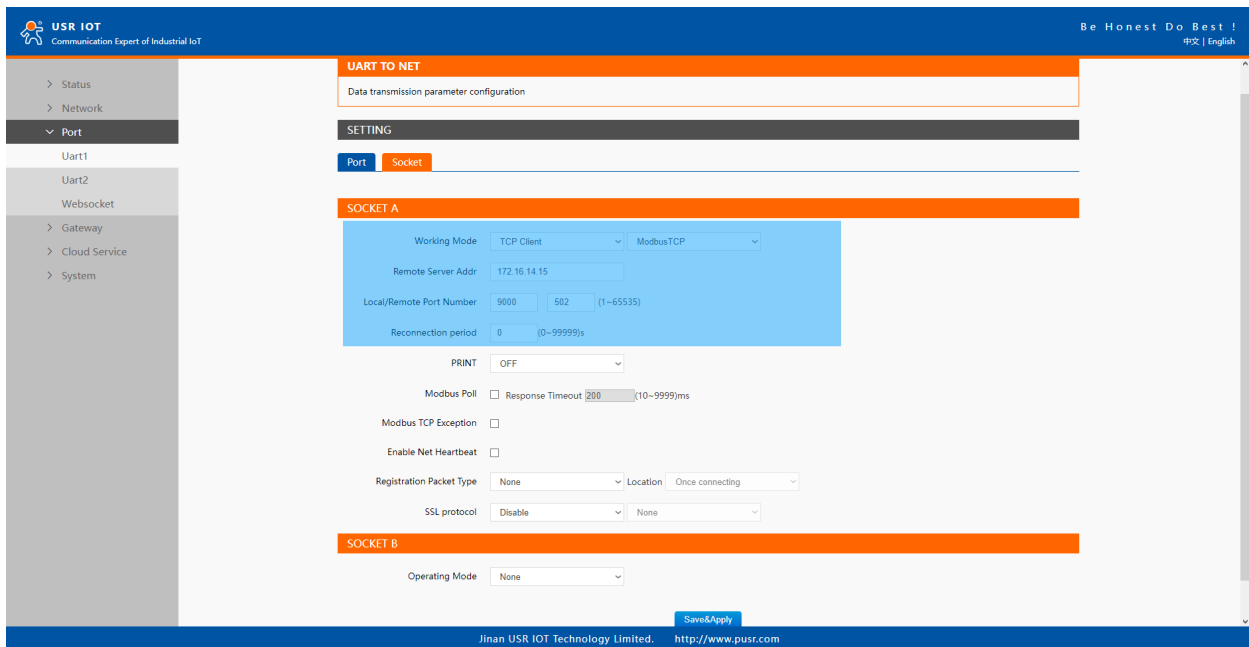 USR IOT
Communication Expert of Industrial IoT
Be Honest Do Best !
中文 | English
Status
Network
Port
Uart1
Uart2
Websocket
Gateway
Cloud Service
System
UART TO NET
Data transmission parameter configuration
SETTING
Port Socket
SOCKET A
Working Mode TCP Client ModbusTCP
Remote Server Addr 172.16.14.15
Local/Remote Port Number 9000 502 (1~65535)
Reconnection period 0 (0~99999)s
PRINT OFF
Modbus Poll Response Timeout 200 (10~9999)ms
Modbus TCP Exception
Enable Net Heartbeat
Registration Packet Type None Location Once connecting
SSL protocol Disable None
SOCKET B
Operating Mode None
Save&Apply
Jinan USR IOT Technology Limited. http://www.pusr.com